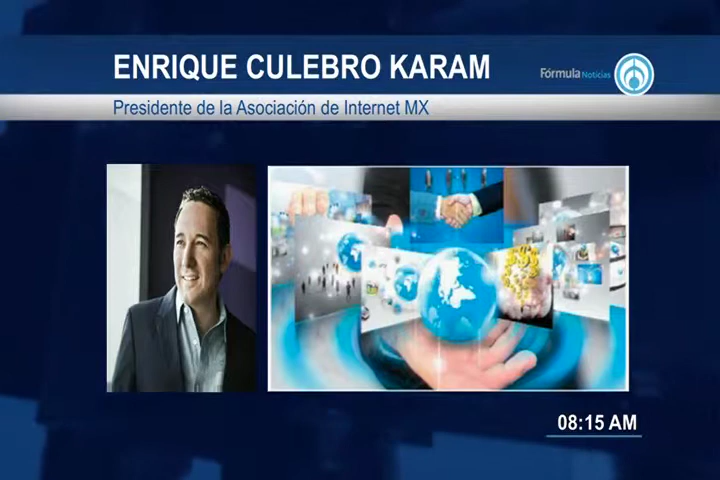 ENRIQUE CULEBRO KARAM
Fórmula Noticias
Presidente de la Asociación de Internet MX
$$$
08:15 AM